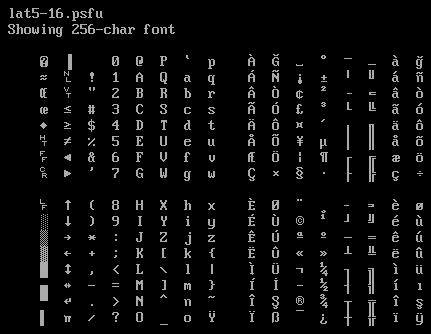 lat5-16.psfu
Showing 256-char font
0 @ P ` p À Ğ ° à ğ
≈ ! 1 A Q a q Á Ñ ¡ ± á ñ
Œ " 2 B R b r Â Ò ¢ ² â ò
œ ≤ # 3 C S c s Ã Ó £ ³ ã ó
◆ ≥ $ 4 D T d t Ä Ô ¤ ´ ä ô
≠ % 5 E U e u Å Õ ¥ µ å õ
◄ & 6 F V f v Æ Ö ¦ ¶ æ ö
► ' 7 G W g w Ç × § · ç ÷
↑ ( 8 H X h x È Ø ¨ è ø
↓ ) 9 I Y i y É Ù © é ù
→ * : J Z j z Ê Ú ª º ê ú
← + ; K [ k { Ë Û « » ë û
↕ , < L \ l | Ì Ü ¼ ì ü
- = M ] m } Í İ ½ í ı
↵ . > N ^ n ~ Î Ş ® ¾ î ş
π / ? O _ o Ÿ Ï ß ¯ ¿ ï ÿ